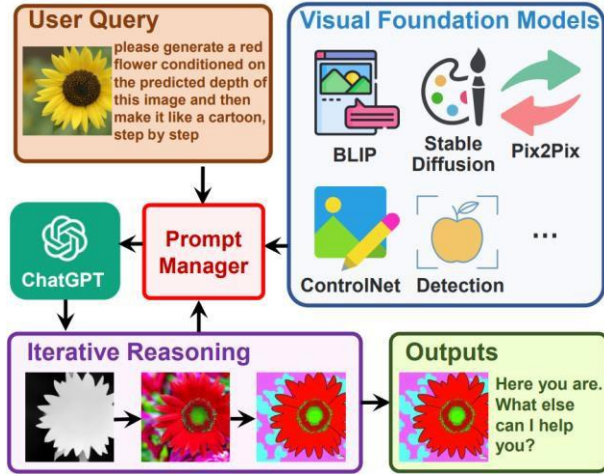 User Query
please generate a red
flower conditioned on
the predicted depth of
this image and then
make it like a cartoon,
step by step
Visual Foundation Models
BLIP
Stable
Diffusion
Pix2Pix
ControlNet
Detection
...
ChatGPT
Prompt
Manager
Iterative Reasoning
Outputs
Here you are.
What else
can I help
you?